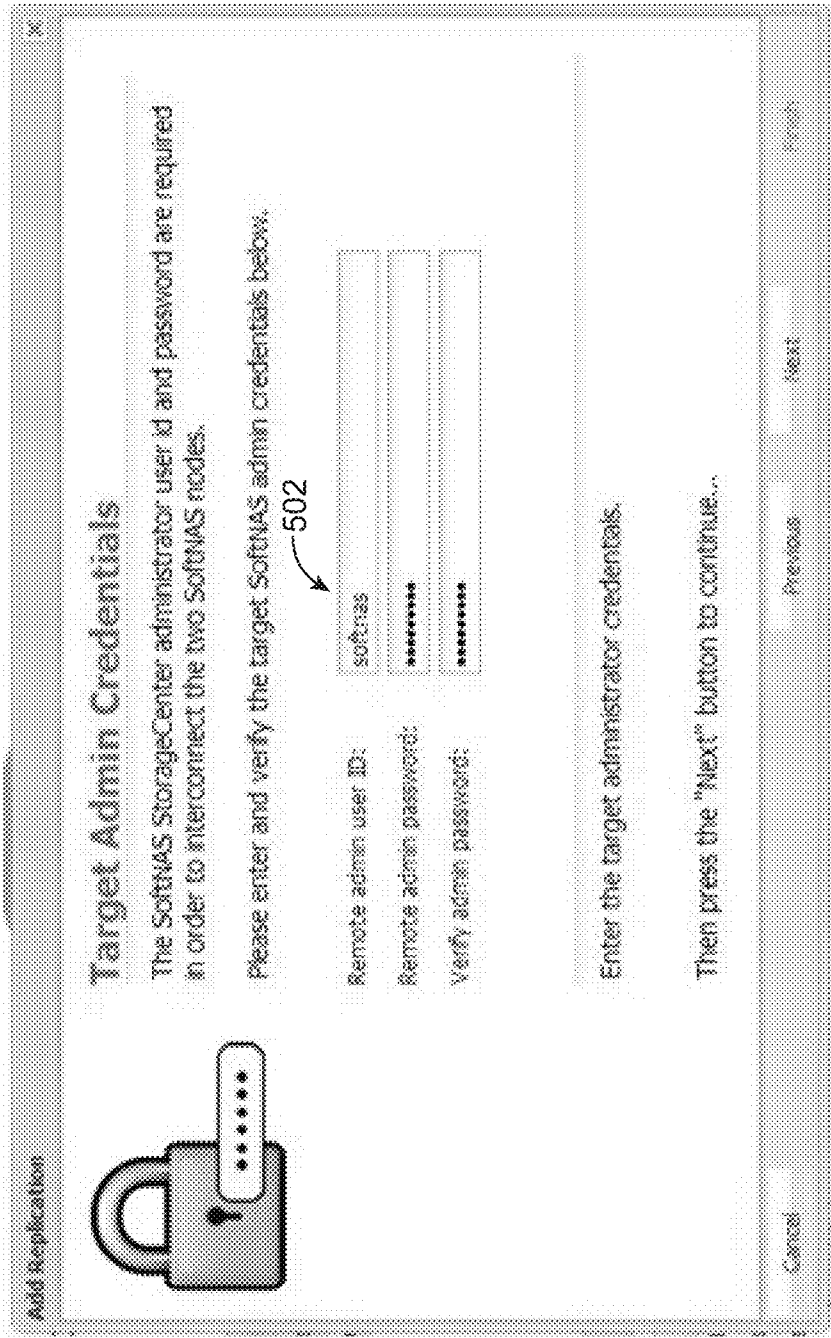 Add Replication
x
Target Admin Credentials
The SoftNAS StorageCenter administrator user id and password are required
in order to interconnect the two SoftNAS nodes.
Please enter and verify the target SoftNAS admin credentials below.
502
Remote admin user ID:
softnas
Remote admin password:
•••••••••
Verify admin password:
•••••••••
Enter the target administrator credentials.
Then press the "Next" button to continue...
Cancel
Previous
Next
Finish